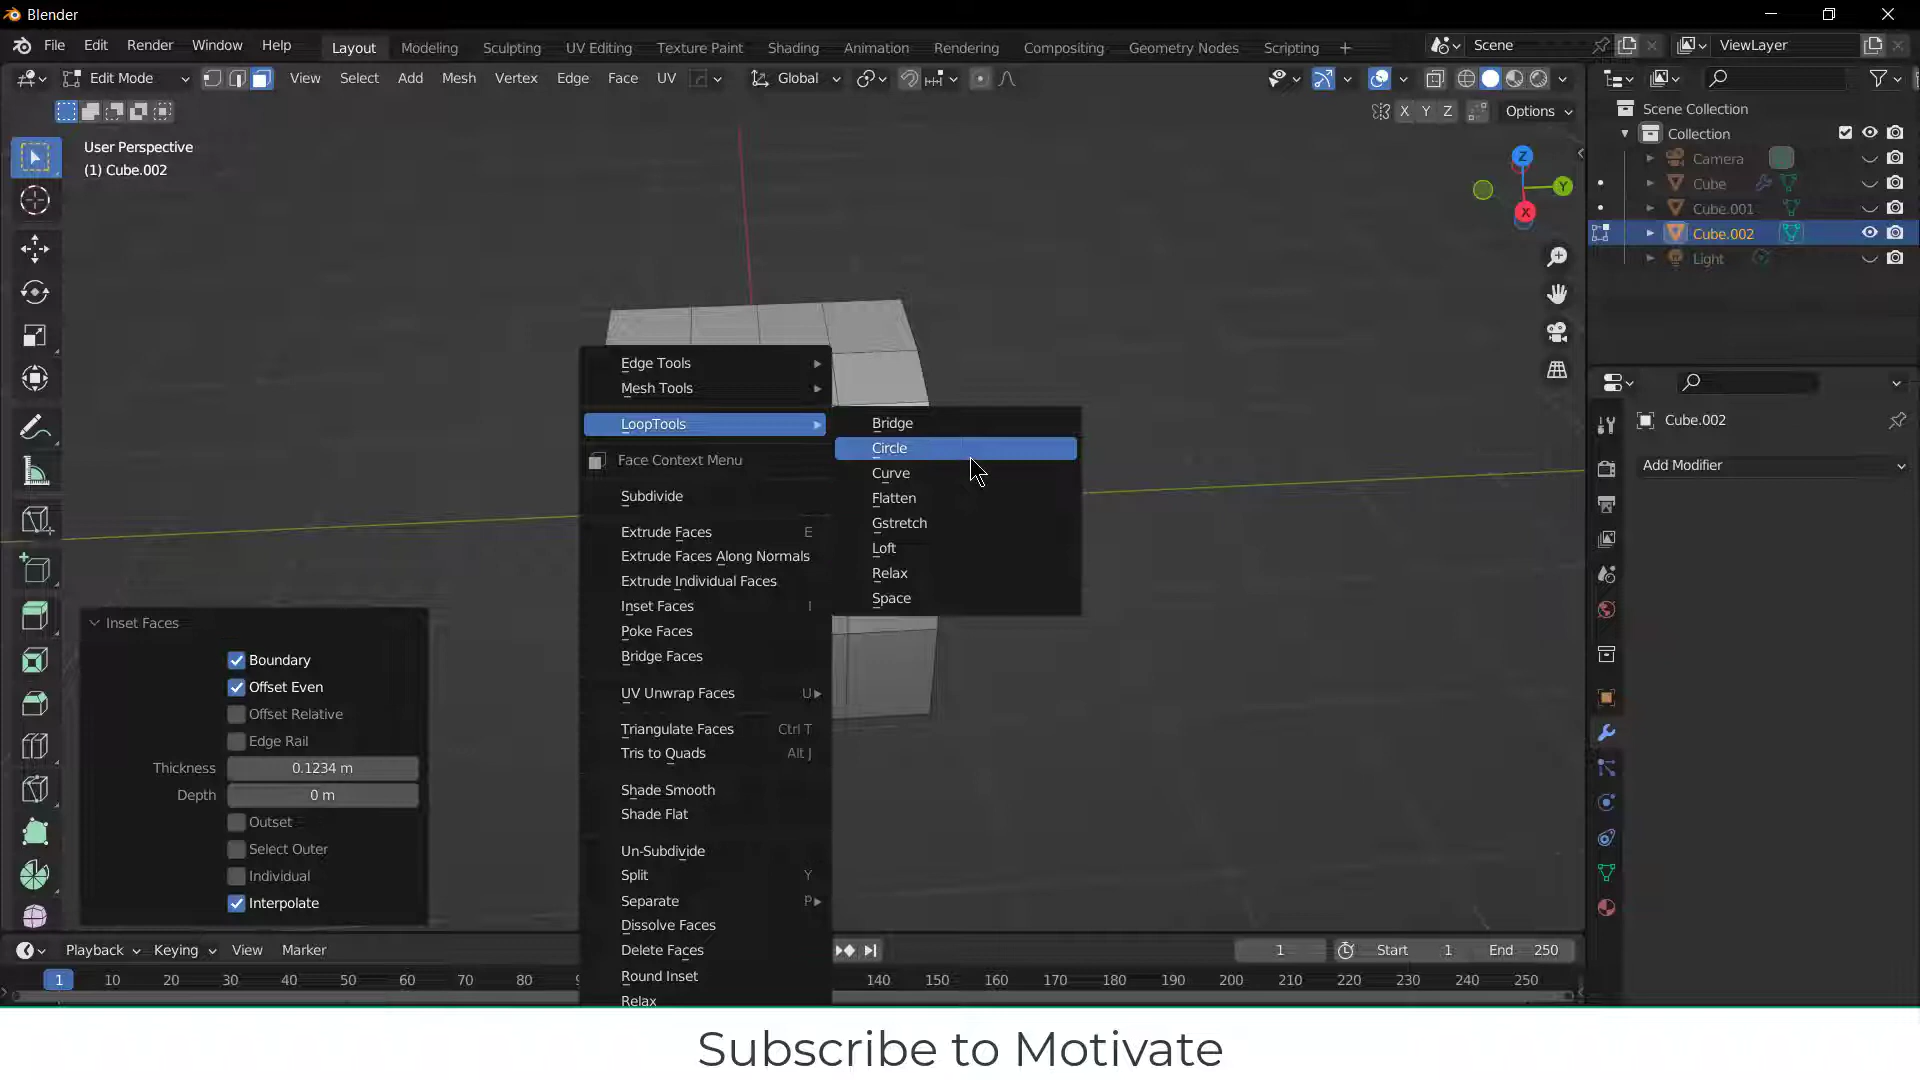 Blender
File Edit Render Window Help Layout Modeling Sculpting UV Editing Texture Paint Shading Animation Rendering Compositing Geometry Nodes Scripting + Scene ViewLayer
Edit Mode View Select Add Mesh Vertex Edge Face UV Global
X Y Z Options
User Perspective
(1) Cube.002
Z
Y
X
Scene Collection
Collection
Camera
Cube
Cube.001
Cube.002
Light
Cube.002
Add Modifier
Edge Tools
Mesh Tools
LoopTools
Face Context Menu
Subdivide
Extrude Faces E
Extrude Faces Along Normals
Extrude Individual Faces
Inset Faces I
Poke Faces
Bridge Faces
UV Unwrap Faces U
Triangulate Faces Ctrl T
Tris to Quads Alt J
Shade Smooth
Shade Flat
Un-Subdivide
Split Y
Separate P
Dissolve Faces
Delete Faces
Round Inset
Relax
Bridge
Circle
Curve
Flatten
Gstretch
Loft
Relax
Space
Inset Faces
Boundary
Offset Even
Offset Relative
Edge Rail
Thickness 0.1234 m
Depth 0 m
Outset
Select Outer
Individual
Interpolate
Playback Keying View Marker 1 Start 1 End 250
1 10 20 30 40 50 60 70 80 140 150 160 170 180 190 200 210 220 230 240 250
Subscribe to Motivate